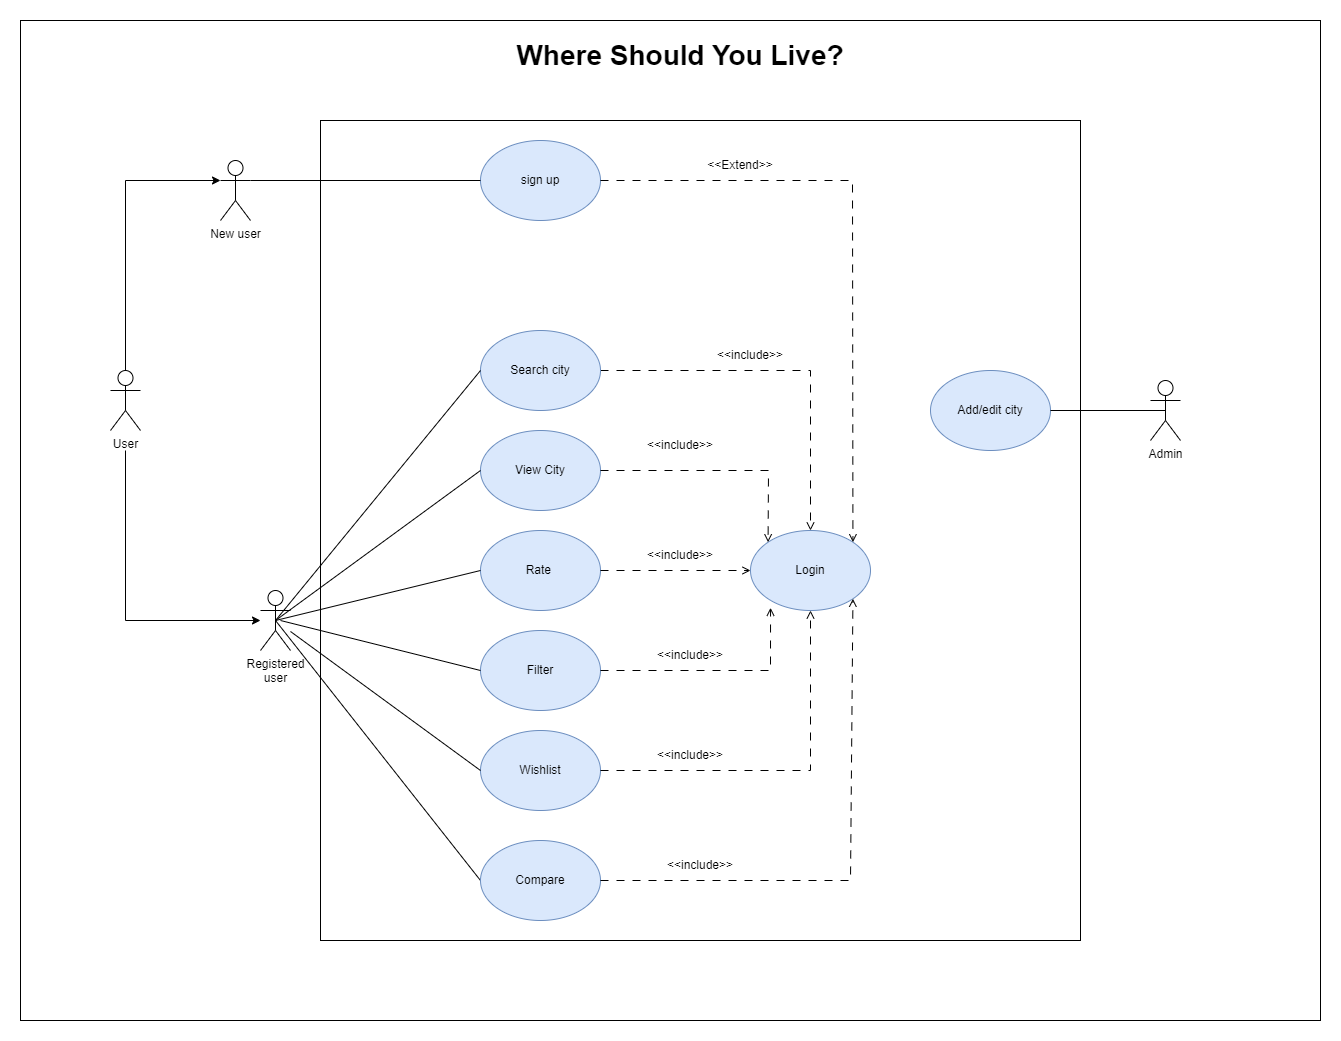 Where Should You Live?
<<Extend>>
sign up
New user
<<include>>
Search city
Add/edit city
User
<<include>>
Admin
View City
<<include>>
Rate
Login
<<include>>
Registered
user
Filter
<<include>>
Wishlist
<<include>>
Compare